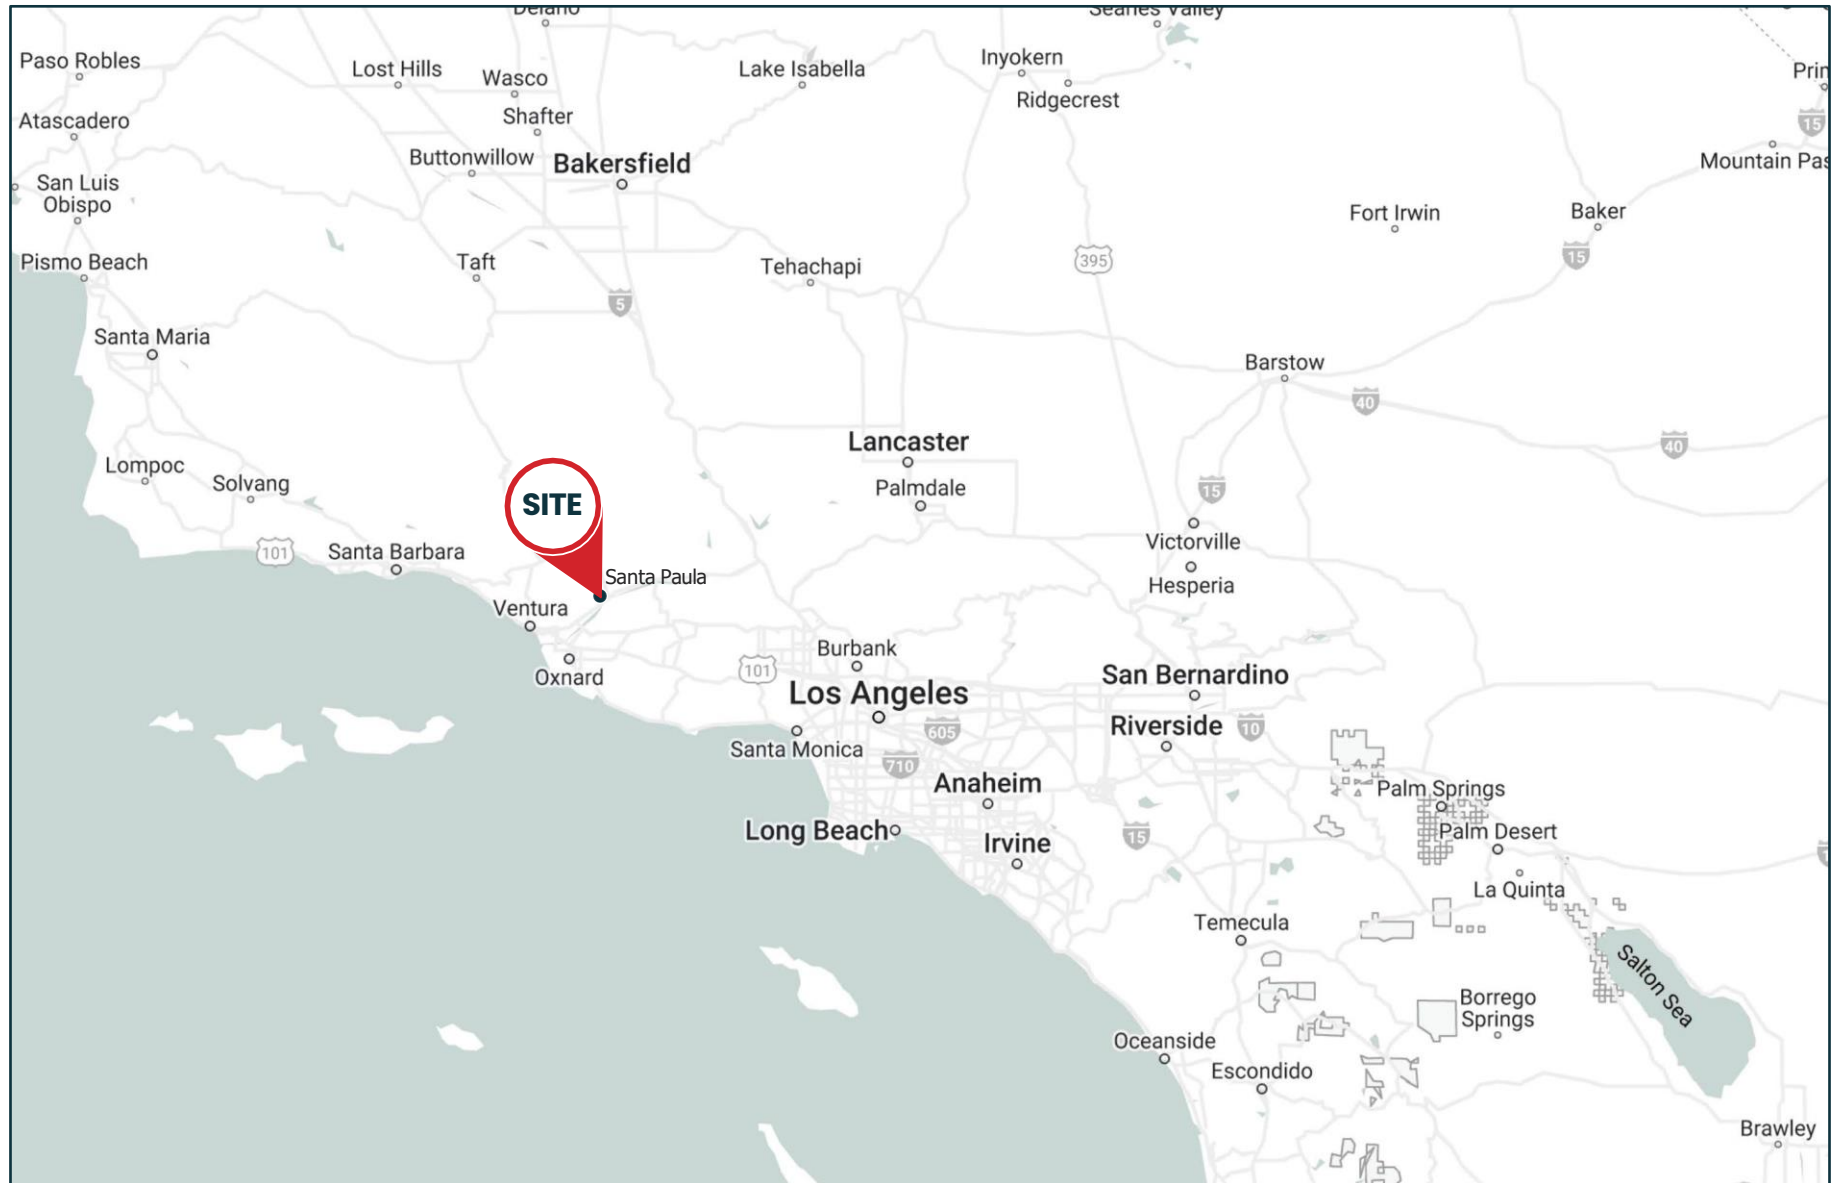 Delano
Searles Valley
Paso Robles
Lost Hills
Wasco
Lake Isabella
Inyokern
Ridgecrest
Atascadero
Shafter
15
Buttonwillow
Bakersfield
San Luis
Obispo
Fort Irwin
Baker
Pismo Beach
Taft
Tehachapi
395
15
5
Santa Maria
Barstow
40
40
Lancaster
Lompoc
Solvang
Palmdale
15
SITE
101
Santa Barbara
Victorville
Santa Paula
Hesperia
Ventura
Burbank
101
Oxnard
Los Angeles
San Bernardino
605
Riverside
10
Santa Monica
710
Anaheim
Palm Springs
Long Beach
Irvine
15
Palm Desert
La Quinta
Temecula
Salton Sea
Borrego
Springs
Oceanside
Escondido
Brawley